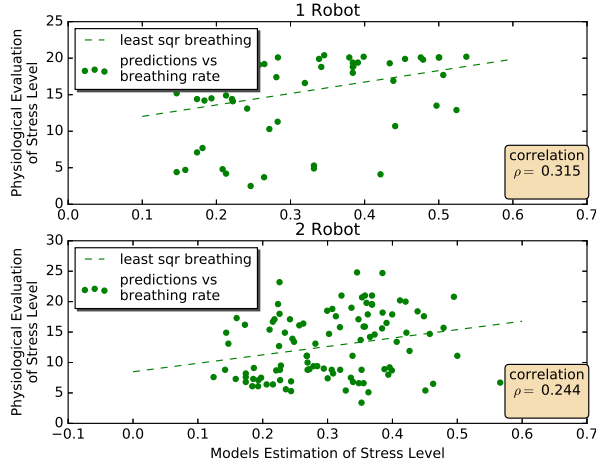 1 Robot
25
20
15
10
5
0
Physiological Evaluation
of Stress Level
least sqr breathing
predictions vs
breathing rate
correlation
ρ = 0.315
0.0 0.1 0.2 0.3 0.4 0.5 0.6 0.7
2 Robot
30
25
20
15
10
5
0
Physiological Evaluation
of Stress Level
least sqr breathing
predictions vs
breathing rate
correlation
ρ = 0.244
−0.1 0.0 0.1 0.2 0.3 0.4 0.5 0.6 0.7
Models Estimation of Stress Level